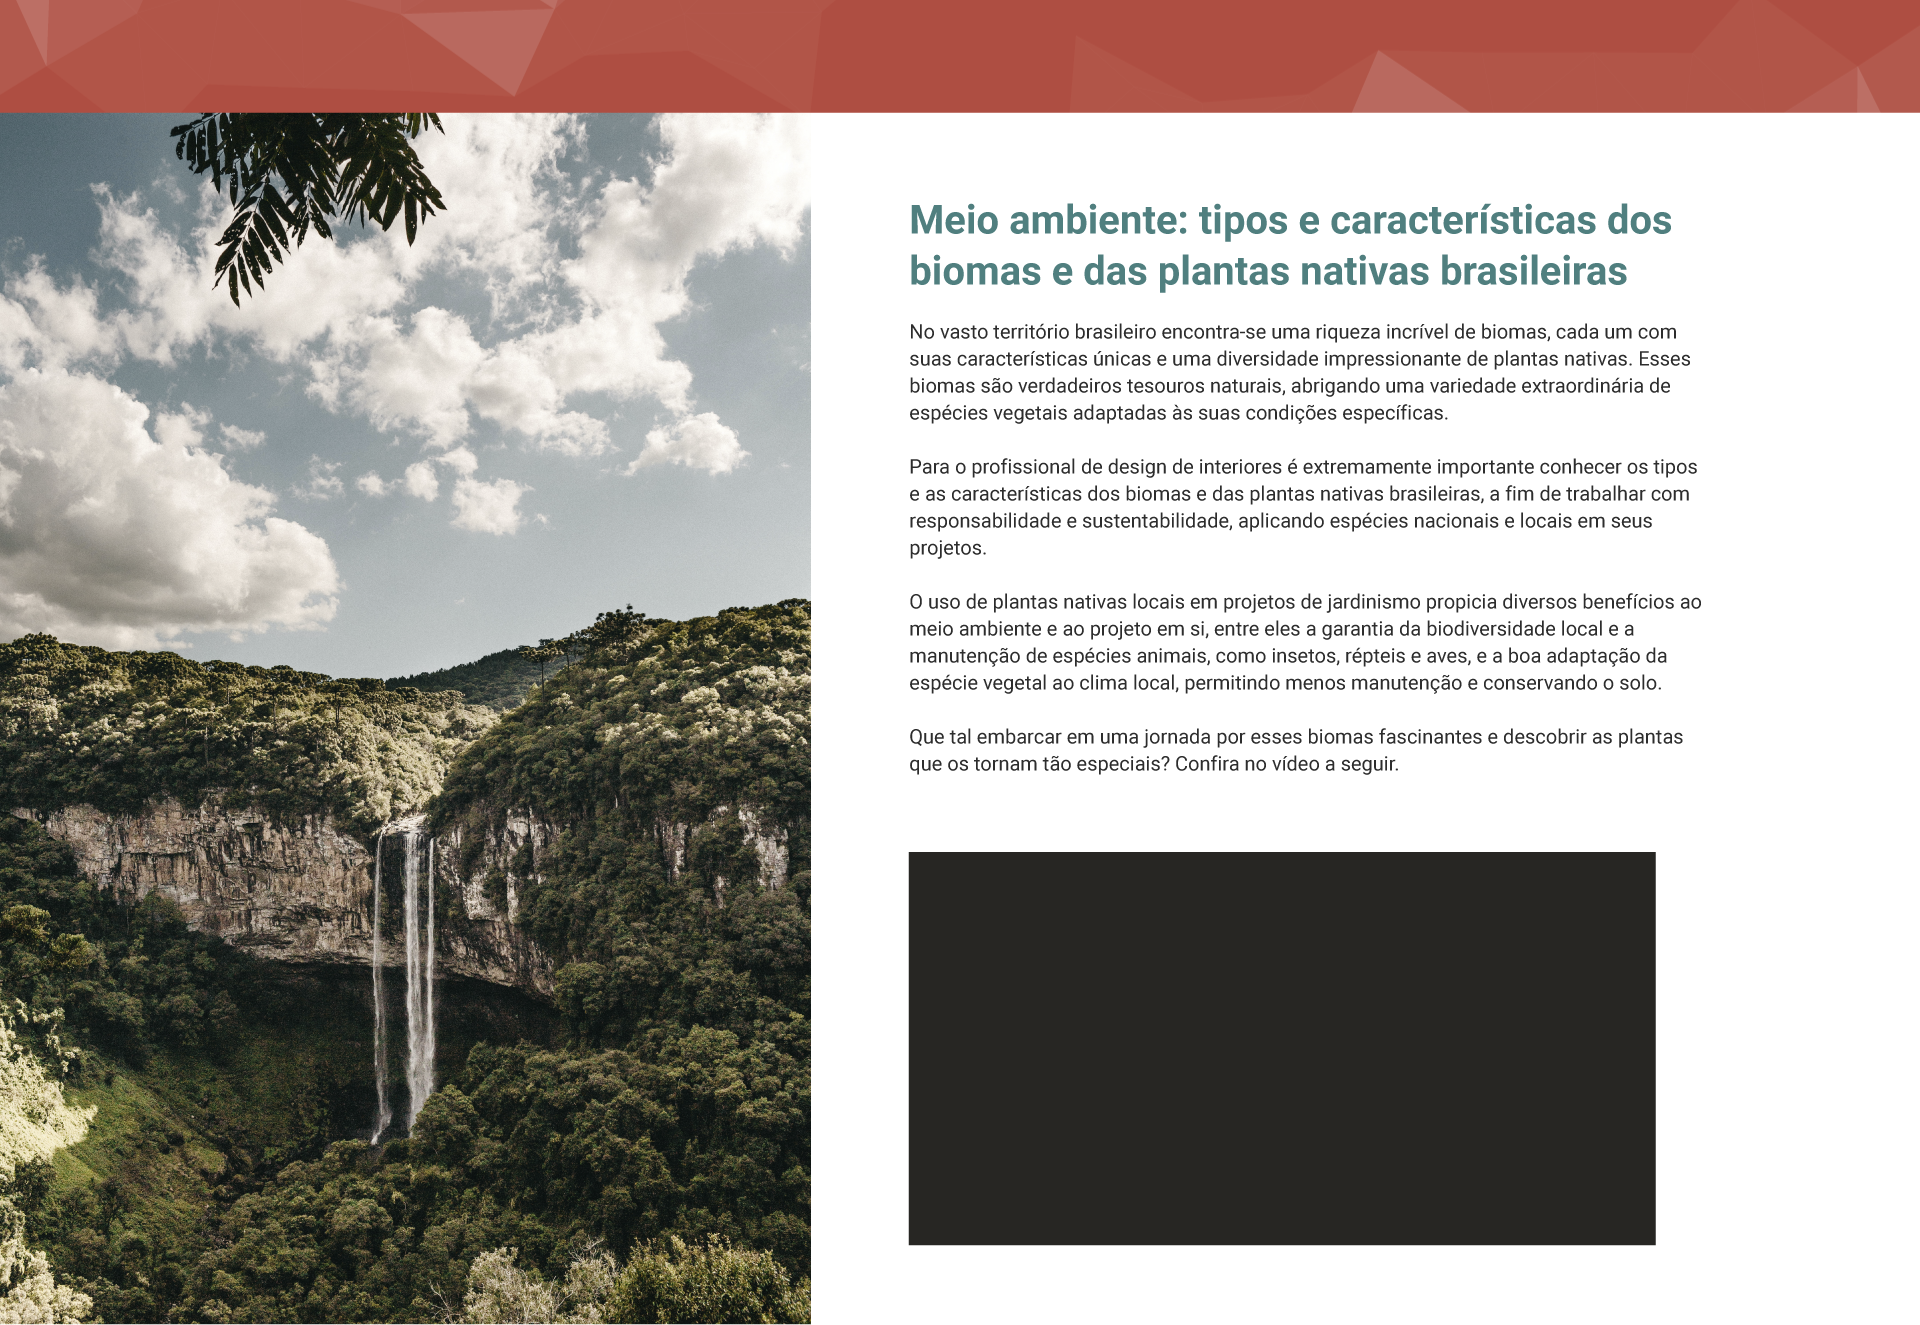 Meio ambiente: tipos e características dos
biomas e das plantas nativas brasileiras
No vasto território brasileiro encontra-se uma riqueza incrível de biomas, cada um com
suas características únicas e uma diversidade impressionante de plantas nativas. Esses
biomas são verdadeiros tesouros naturais, abrigando uma variedade extraordinária de
espécies vegetais adaptadas às suas condições específicas.
Para o profissional de design de interiores é extremamente importante conhecer os tipos
e as características dos biomas e das plantas nativas brasileiras, a fim de trabalhar com
responsabilidade e sustentabilidade, aplicando espécies nacionais e locais em seus
projetos.
O uso de plantas nativas locais em projetos de jardinismo propicia diversos benefícios ao
meio ambiente e ao projeto em si, entre eles a garantia da biodiversidade local e a
manutenção de espécies animais, como insetos, répteis e aves, e a boa adaptação da
espécie vegetal ao clima local, permitindo menos manutenção e conservando o solo.
Que tal embarcar em uma jornada por esses biomas fascinantes e descobrir as plantas
que os tornam tão especiais? Confira no vídeo a seguir.